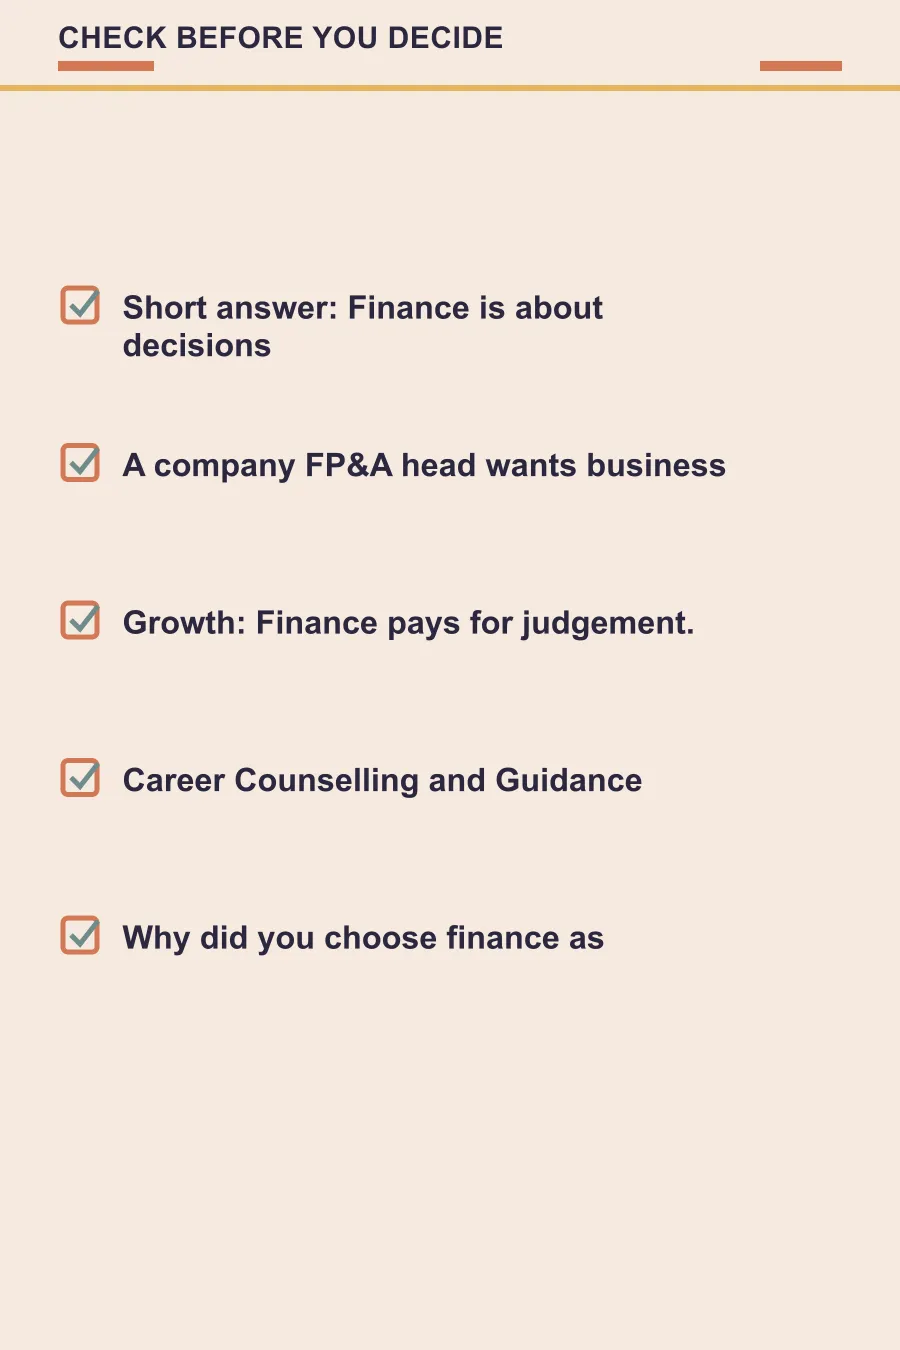 CHECK BEFORE YOU DECIDE
Short answer: Finance is about
decisions
A company FP&A head wants business
Growth: Finance pays for judgement.
Career Counselling and Guidance
Why did you choose finance as